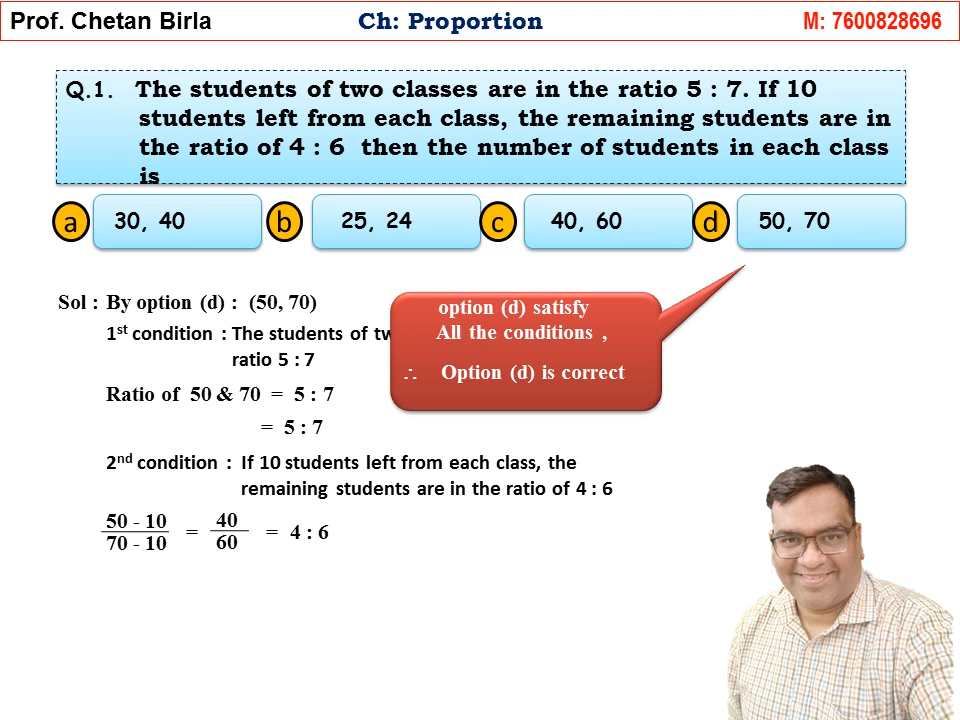 Prof. Chetan Birla Ch: Proportion M: 7600828696
Q.1. The students of two classes are in the ratio 5 : 7. If 10
students left from each class, the remaining students are in
the ratio of 4 : 6 then the number of students in each class
is
a 30, 40 b 25, 24 c 40, 60 d 50, 70
Sol : By option (d) : (50, 70)
1st condition : The students of
ratio 5 : 7
Ratio of 50 & 70 = 5 : 7
= 5 : 7
option (d) satisfy
All the conditions ,
∴ Option (d) is correct
2nd condition : If 10 students left from each class, the
remaining students are in the ratio of 4 : 6
50 - 10 / 70 - 10 = 40 / 60 = 4 : 6